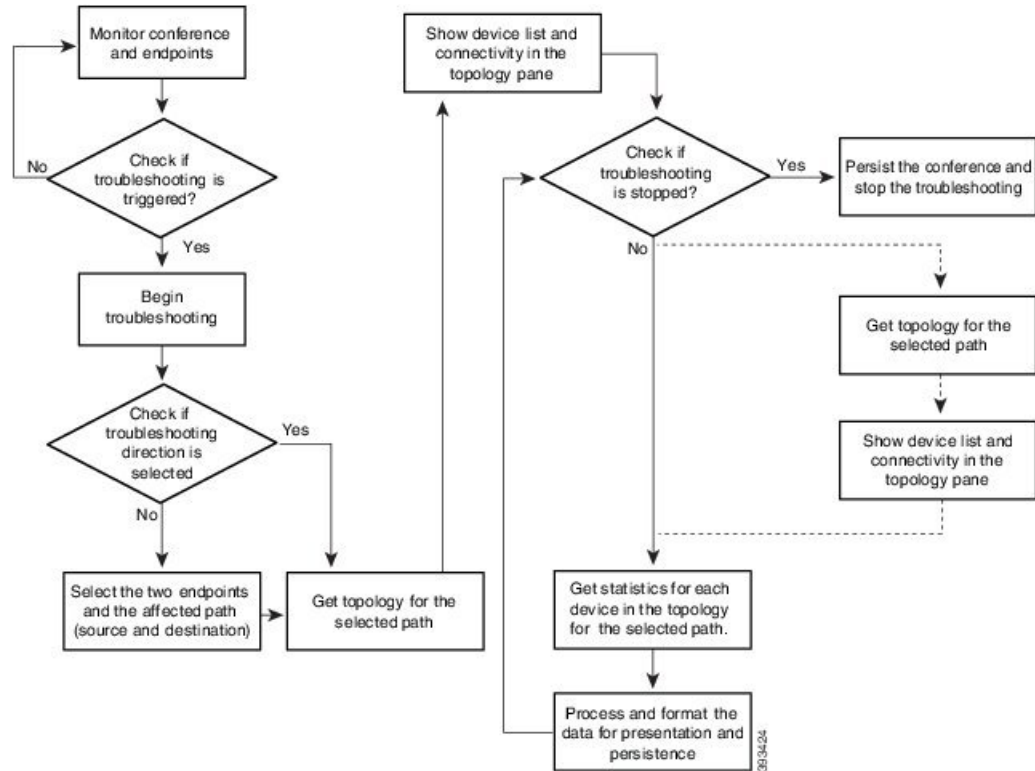 Monitor conference
and endpoints
No
Check if
troubleshooting is
triggered?
Yes
Begin
troubleshooting
Check if
troubleshooting
direction is
selected
Yes
No
Select the two endpoints
and the affected path
(source and destination)
Get topology for the
selected path
Show device list and
connectivity in the
topology pane
Check if
troubleshooting
is stopped?
Yes
Persist the conference and
stop the troubleshooting
No
Get topology for the
selected path
Show device list and
connectivity in the
topology pane
Get statistics for each
device in the topology
for the selected path.
Process and format the
data for presentation and
persistence
393424